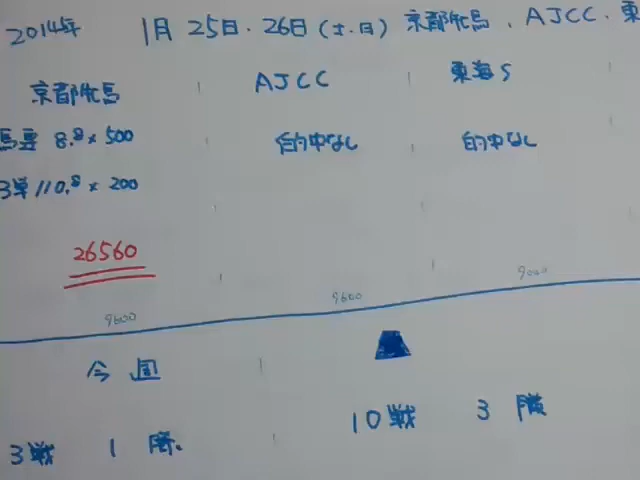 2014年 1月 25日・26日(土・日) 京都牝馬、AJCC、東
京都牝馬 AJCC 東海S
馬単 8.8×500 的中なし 的中なし
3単 110.8×200
26560
9600 9600 9000
今週
3戦 1勝、 10戦 3勝